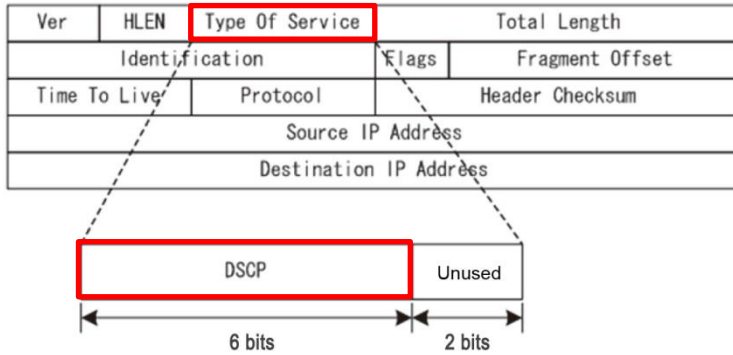 Ver HLEN Type Of Service Total Length
Identification Flags Fragment Offset
Time To Live Protocol Header Checksum
Source IP Address
Destination IP Address
DSCP Unused
6 bits 2 bits